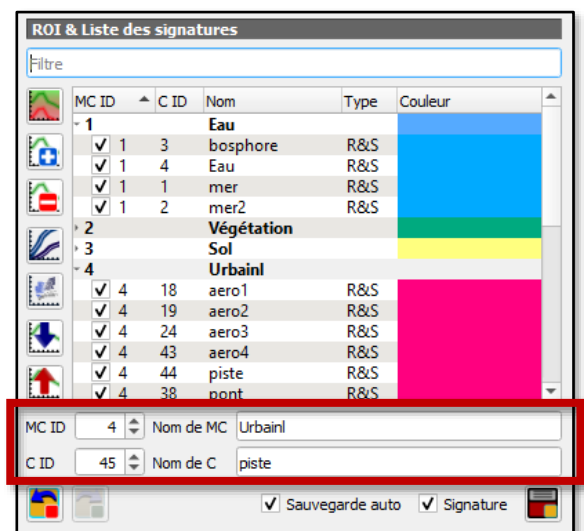 ROI & Liste des signatures
Filtre
MC ID C ID Nom Type Couleur
1 Eau
1 3 bosphore R&S
1 4 Eau R&S
1 1 mer R&S
1 2 mer2 R&S
2 Végétation
3 Sol
4 Urbainl
4 18 aero1 R&S
4 19 aero2 R&S
4 24 aero3 R&S
4 43 aero4 R&S
4 44 piste R&S
4 38 pont R&S
MC ID 4 Nom de MC Urbainl
C ID 45 Nom de C piste
Sauvegarde auto Signature